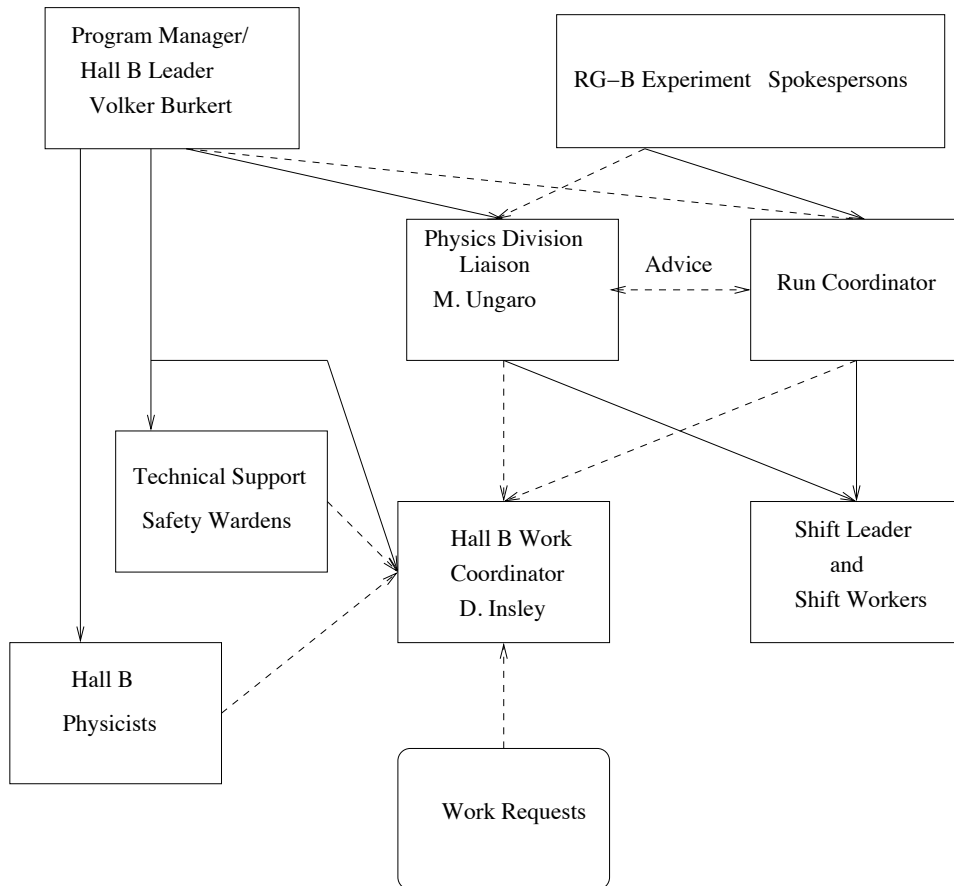 Program Manager/
Hall B Leader
Volker Burkert
RG−B Experiment Spokespersons
Physics Division
Liaison
M. Ungaro
Advice
Run Coordinator
Technical Support
Safety Wardens
Hall B Work
Coordinator
D. Insley
Shift Leader
and
Shift Workers
Hall B
Physicists
Work Requests